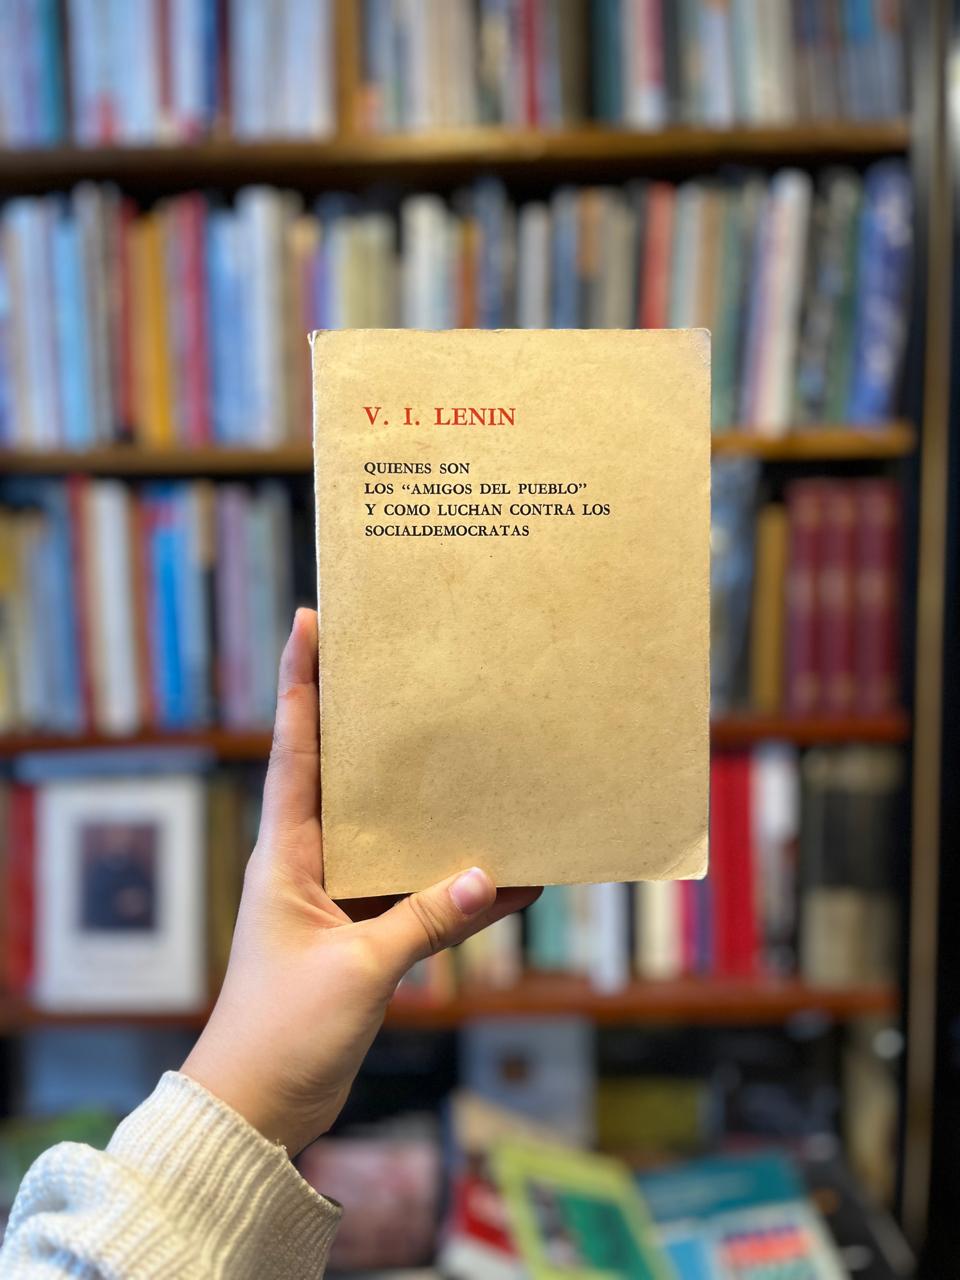 V. I. LENIN
QUIENES SON
LOS “AMIGOS DEL PUEBLO”
Y COMO LUCHAN CONTRA LOS
SOCIALDEMOCRATAS